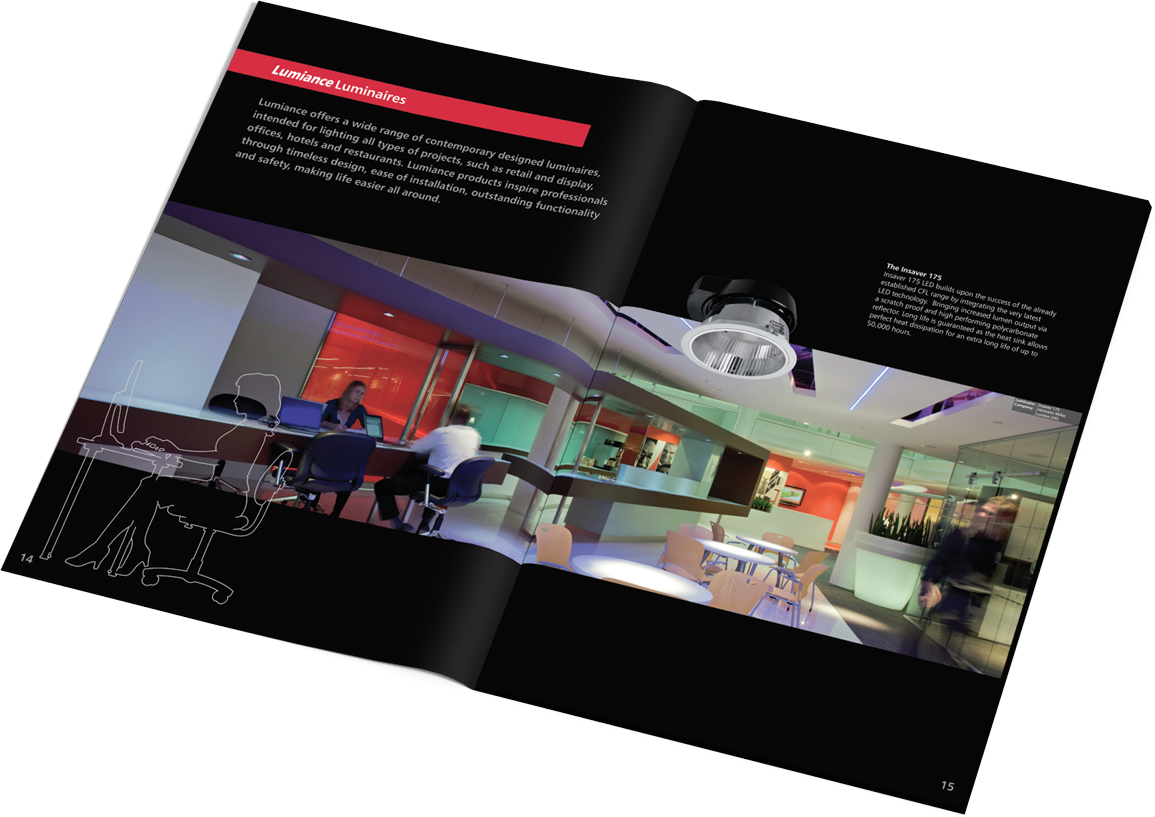 Lumiance Luminaires
Lumiance offers a wide range of contemporary designed luminaires,
intended for lighting all types of projects, such as retail and display,
offices, hotels and restaurants. Lumiance products inspire professionals
through timeless design, ease of installation, outstanding functionality
and safety, making life easier all around.
14
The Insaver 175
Insaver 175 LED builds upon the success of the already
established CFL range by integrating the very latest
LED technology. Bringing increased lumen output via
a scratch proof and high performing polycarbonate
reflector. Long life is guaranteed as the heat sink allows
perfect heat dissipation for an extra long life of up to
50,000 hours.
Luminaire: Insaver 175
Company:
15